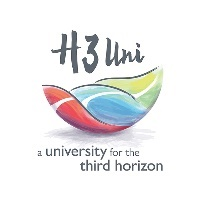 H3 Uni
a university for the
third horizon